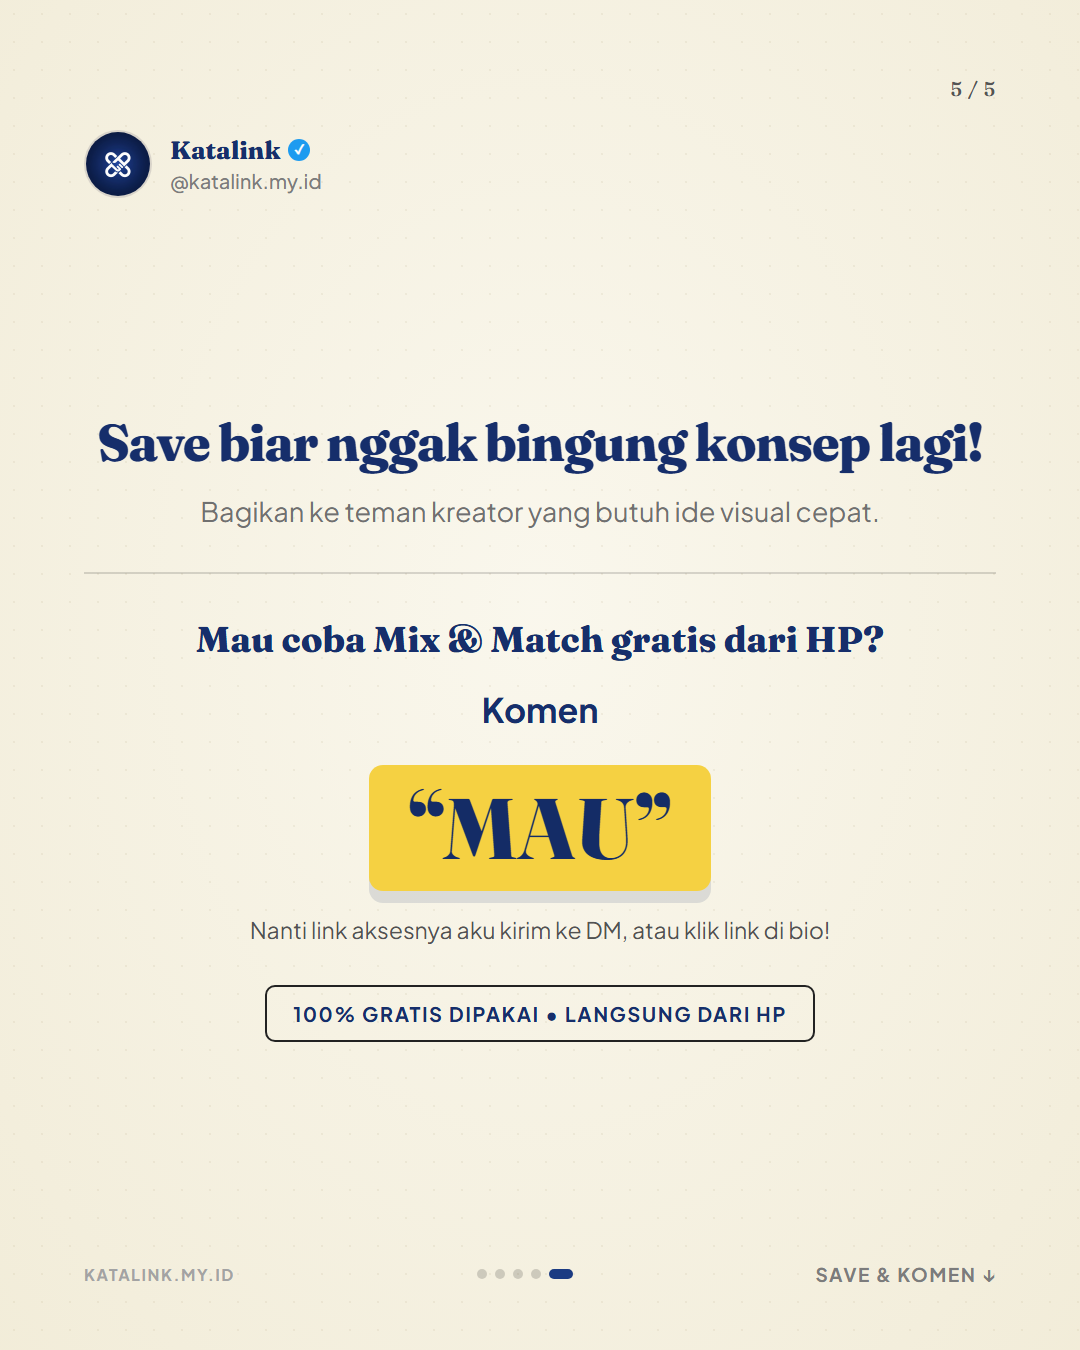 5 / 5
Katalink
@katalink.my.id
Save biar nggak bingung konsep lagi!
Bagikan ke teman kreator yang butuh ide visual cepat.
Mau coba Mix & Match gratis dari HP?
Komen
“MAU”
Nanti link aksesnya aku kirim ke DM, atau klik link di bio!
100% GRATIS DIPAKAI • LANGSUNG DARI HP
KATALINK.MY.ID
SAVE & KOMEN ↓